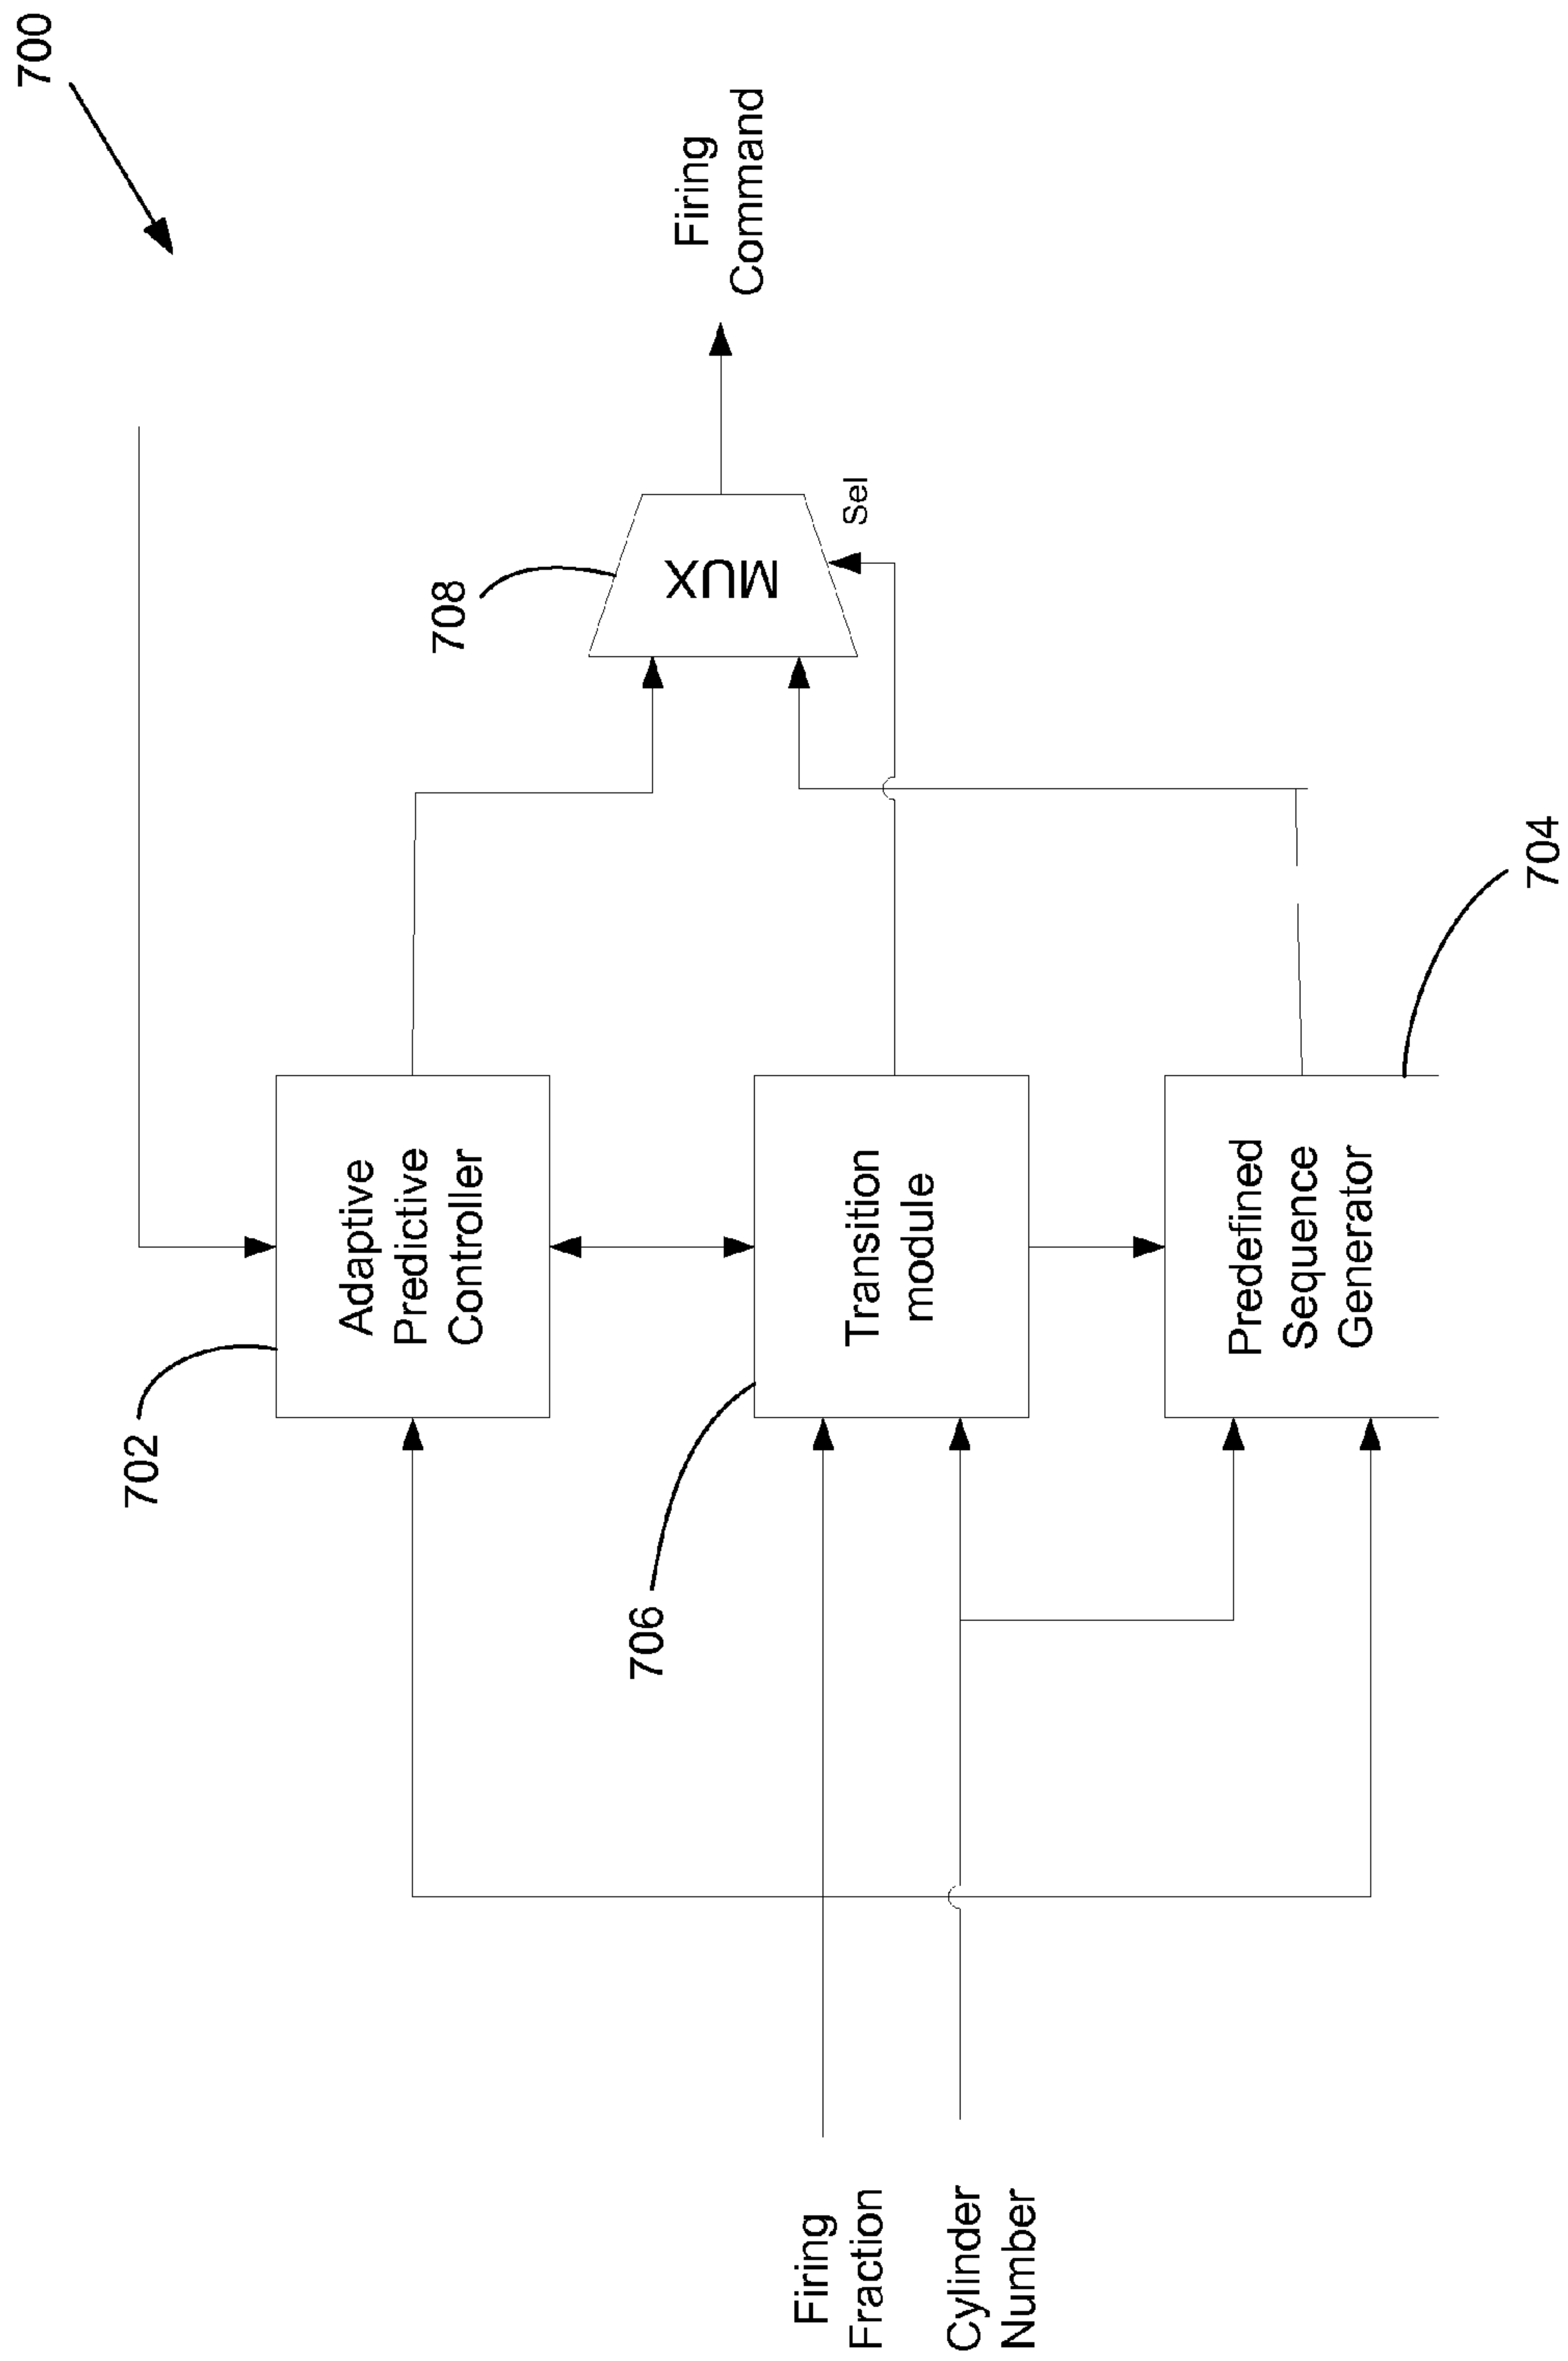 700
Firing
Command
708
MUX
Sel
702
Adaptive
Predictive
Controller
706
Transition
module
704
Predefined
Sequence
Generator
Firing
Fraction
Cylinder
Number